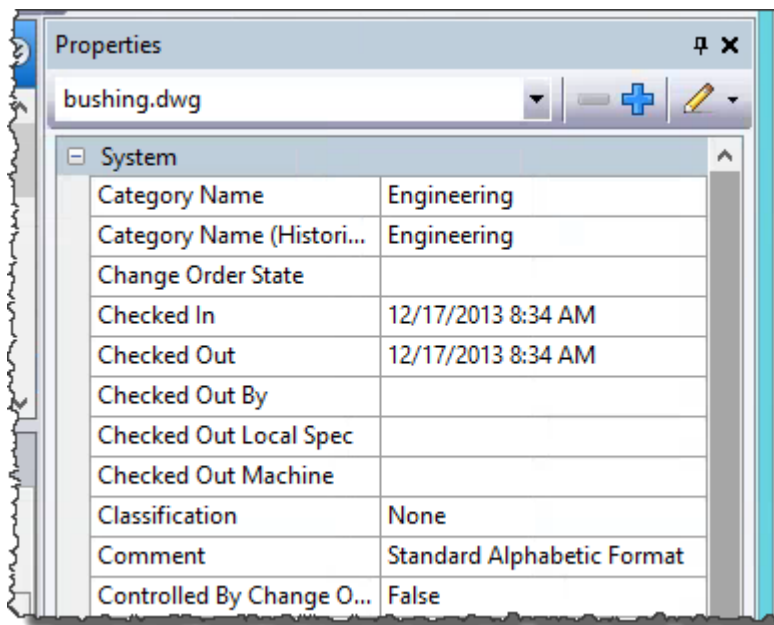 Properties
bushing.dwg
System
Category Name Engineering
Category Name (Histori... Engineering
Change Order State
Checked In 12/17/2013 8:34 AM
Checked Out 12/17/2013 8:34 AM
Checked Out By
Checked Out Local Spec
Checked Out Machine
Classification None
Comment Standard Alphabetic Format
Controlled By Change O... False